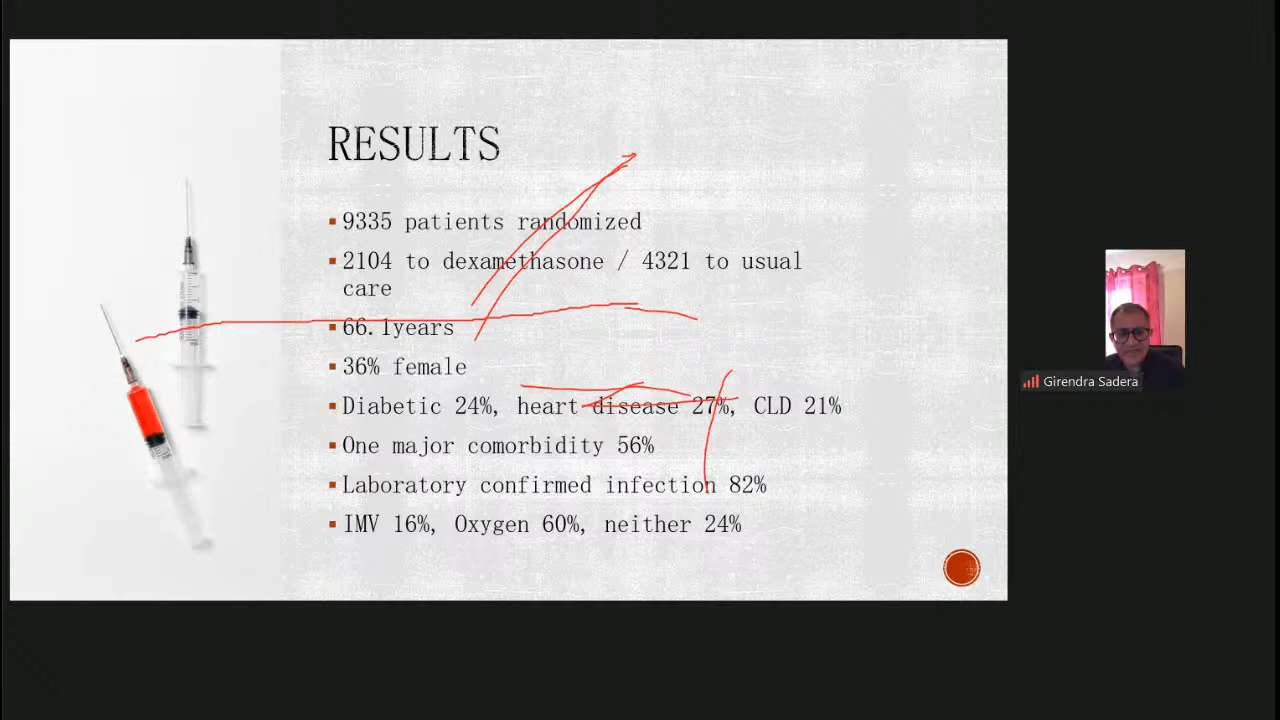 RESULTS
9335 patients randomized
2104 to dexamethasone / 4321 to usual
care
66.1years
36% female
Diabetic 24%, heart disease 27%, CLD 21%
One major comorbidity 56%
Laboratory confirmed infection 82%
IMV 16%, Oxygen 60%, neither 24%
Girendra Sadera